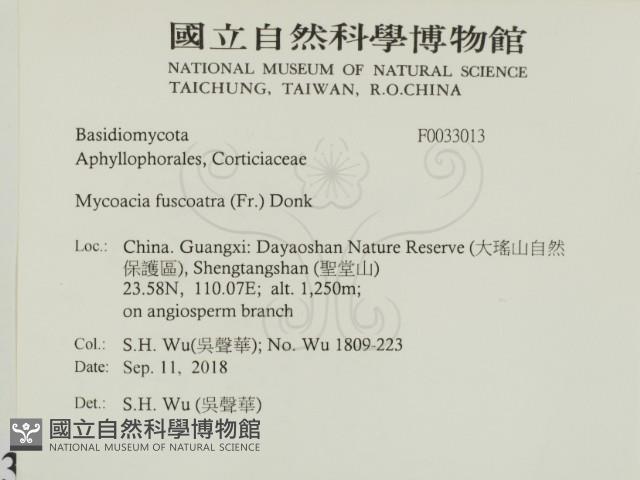 國立自然科學博物館
NATIONAL MUSEUM OF NATURAL SCIENCE
TAICHUNG, TAIWAN, R.O.CHINA
Basidiomycota F0033013
Aphyllophorales, Corticiaceae
Mycoacia fuscoatra (Fr.) Donk
Loc.: China. Guangxi: Dayaoshan Nature Reserve (大瑤山自然
保護區), Shengtangshan (聖堂山)
23.58N, 110.07E; alt. 1,250m;
on angiosperm branch
Col.: S.H. Wu(吳聲華); No. Wu 1809-223
Date: Sep. 11, 2018
Det.: S.H. Wu (吳聲華)
國立自然科學博物館
NATIONAL MUSEUM OF NATURAL SCIENCE
3